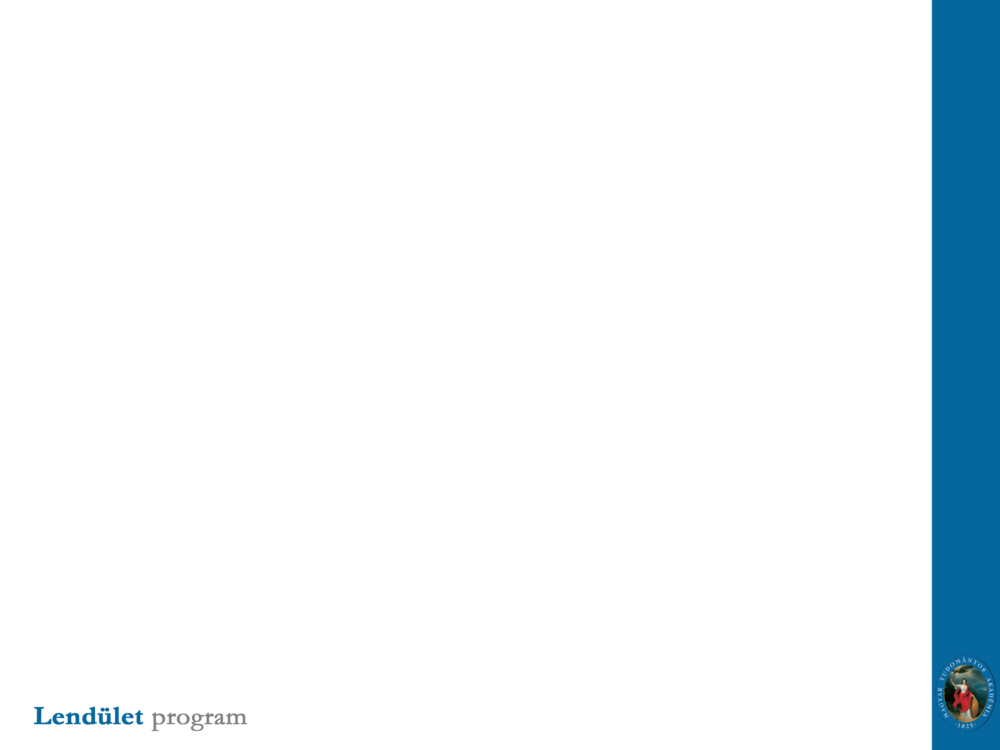 MAGYAR TUDOMÁNYOS AKADÉMIA
· 1825 ·
Lendület program